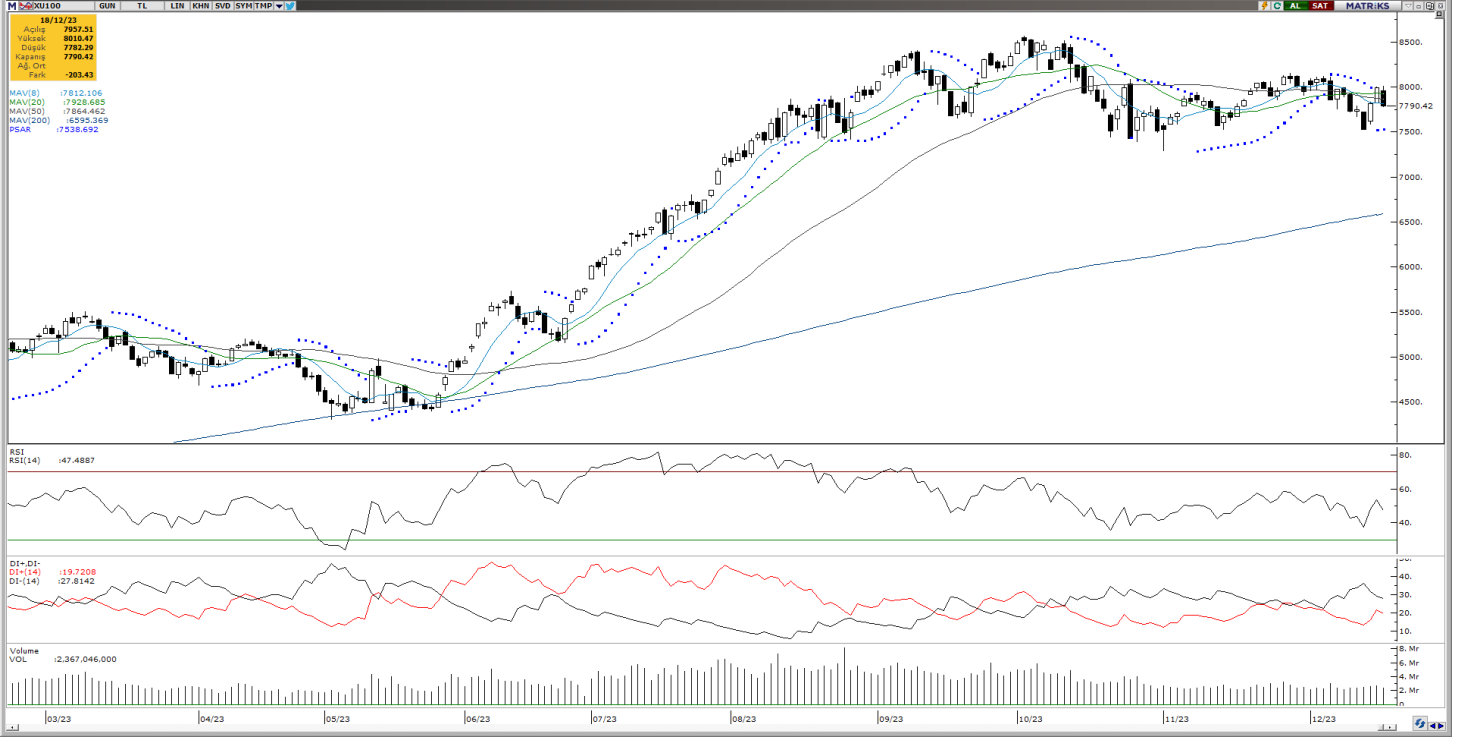 M XU100 GUN TL LIN KHN SVD SYM TMP AL SAT MATRiKS
18/12/23
Açılış 7957.51
Yüksek 8010.47
Düşük 7782.29
Kapanış 7790.42
Ağ. Ort
Fark -203.43
MAV(8) :7812.106
MAV(20) :7928.685
MAV(50) :7864.462
MAV(200) :6595.369
PSAR :7538.692
8500.
8000.
7790.42
7500.
7000.
6500.
6000.
5500.
5000.
4500.
RSI
RSI(14) :47.4887
80.
60.
40.
DI+,DI-
DI+(14) :19.7208
DI-(14) :27.8142
50.
40.
30.
20.
10.
Volume
VOL :2,367,046,000
8. Mr
6. Mr
4. Mr
2. Mr
0
03/23 04/23 05/23 06/23 07/23 08/23 09/23 10/23 11/23 12/23